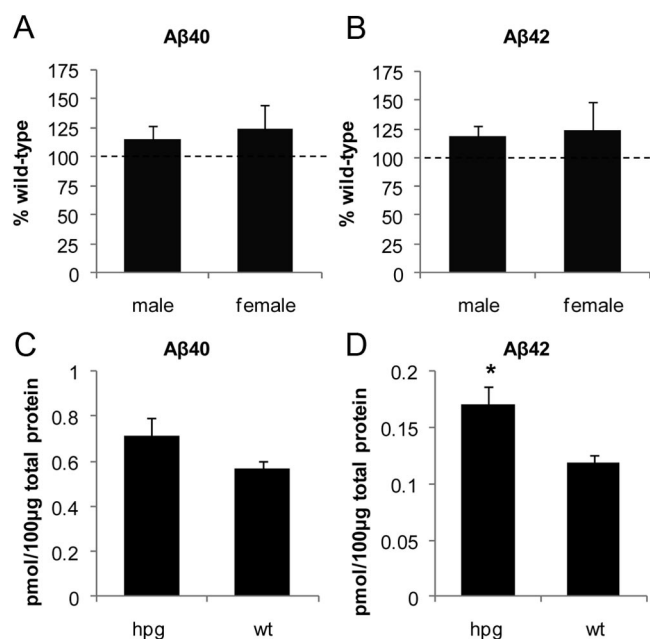 A
Aβ40
% wild-type
175
150
125
100
75
50
25
0
male
female
B
Aβ42
% wild-type
175
150
125
100
75
50
25
0
male
female
C
Aβ40
pmol/100µg total protein
1
0.8
0.6
0.4
0.2
0
hpg
wt
D
Aβ42
pmol/100µg total protein
0.2
0.15
0.1
0.05
0
*
hpg
wt